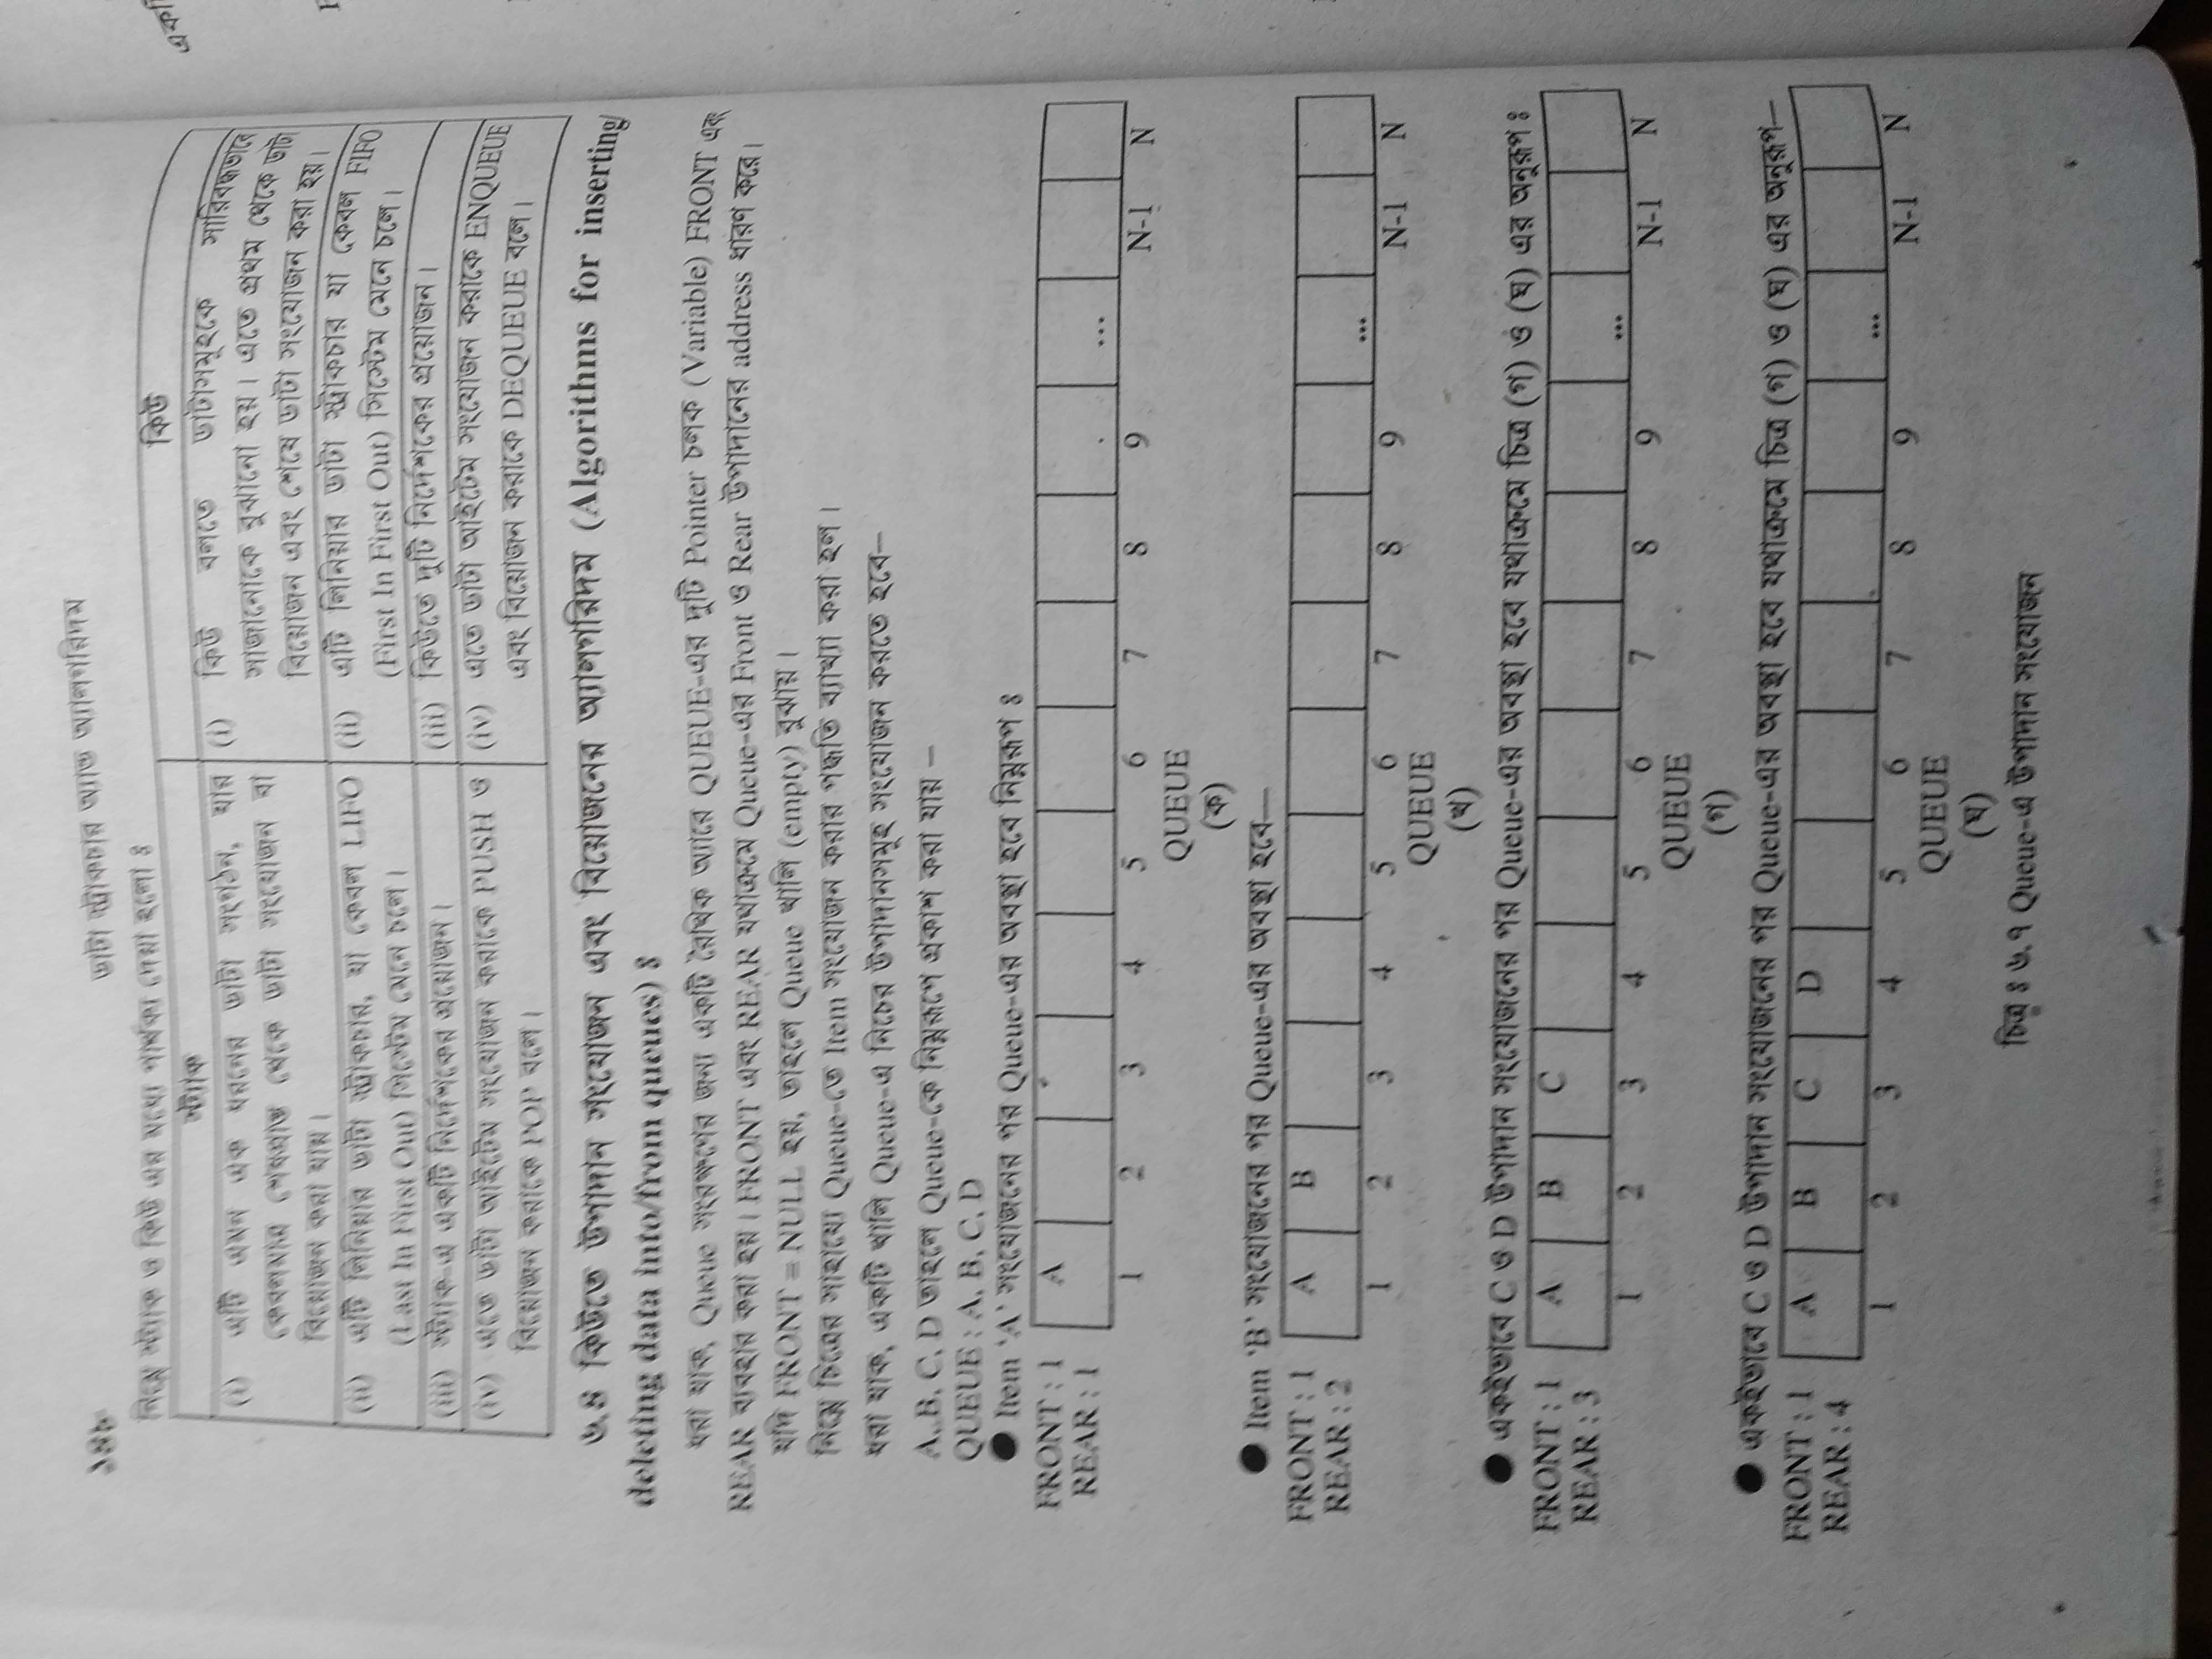 ১৪৮
ডাটা স্ট্রাকচার অ্যান্ড অ্যালগরিদম
নিম্নে স্ট্যাক ও কিউ এর মধ্যে পার্থক্য দেয়া হলো ঃ
স্ট্যাক
(i) এটি এমন এক ধরনের ডাটা সংগঠন, যার
কেবলমাত্র শেষপ্রান্ত থেকে ডাটা সংযোজন বা
বিয়োজন করা যায়।
(ii) এটি লিনিয়ার ডাটা স্ট্রাকচার, যা কেবল LIFO
(Last In First Out) সিস্টেম মেনে চলে।
(iii) স্ট্যাক-এ একটি নির্দেশকের প্রয়োজন।
(iv) এতে ডাটা আইটেম সংযোজন করাকে PUSH ও
বিয়োজন করাকে POP বলে।
কিউ
(i) কিউ বলতে ডাটাসমূহকে সারিবদ্ধভাবে
সাজানোকে বুঝানো হয়। এতে প্রথম থেকে ডাটা
বিয়োজন এবং শেষে ডাটা সংযোজন করা হয়।
(ii) এটি লিনিয়ার ডাটা স্ট্রাকচার যা কেবল FIFO
(First In First Out) সিস্টেম মেনে চলে।
(iii) কিউতে দুটি নির্দেশকের প্রয়োজন।
(iv) এতে ডাটা আইটেম সংযোজন করাকে ENQUEUE
এবং বিয়োজন করাকে DEQUEUE বলে।
৬.৪ কিউতে উপাদান সংযোজন এবং বিয়োজনের অ্যালগরিদম (Algorithms for inserting/
deleting data into/from queues) ঃ
ধরা যাক, Queue সংরক্ষণের জন্য একটি রৈখিক অ্যারে QUEUE-এর দুটি Pointer চলক (Variable) FRONT এবং
REAR ব্যবহার করা হয়। FRONT এবং REAR যথাক্রমে Queue-এর Front ও Rear উপাদানের address ধারণ করে।
যদি FRONT = NULL হয়, তাহলে Queue খালি (empty) বুঝায়।
নিম্নে চিত্রের সাহায্যে Queue-তে Item সংযোজন করার পদ্ধতি ব্যাখ্যা করা হল।
ধরা যাক, একটি খালি Queue-এ নিচের উপাদানসমূহ সংযোজন করতে হবে—
A, B, C, D তাহলে Queue-কে নিম্নরূপে প্রকাশ করা যায় –
QUEUE : A, B, C, D
● Item 'A' সংযোজনের পর Queue-এর অবস্থা হবে নিম্নরূপ ঃ
FRONT : 1 A ...
REAR : 1
1 2 3 4 5 6 7 8 9 N-1 N
QUEUE
(ক)
● Item 'B' সংযোজনের পর Queue-এর অবস্থা হবে—
FRONT : 1 A B ...
REAR : 2
1 2 3 4 5 6 7 8 9 N-1 N
QUEUE
(খ)
● একইভাবে C ও D উপাদান সংযোজনের পর Queue-এর অবস্থা হবে যথাক্রমে চিত্র (গ) ও (ঘ) এর অনুরূপ ঃ
FRONT : 1 A B C ...
REAR : 3
1 2 3 4 5 6 7 8 9 N-1 N
QUEUE
(গ)
● একইভাবে C ও D উপাদান সংযোজনের পর Queue-এর অবস্থা হবে যথাক্রমে চিত্র (গ) ও (ঘ) এর অনুরূপ—
FRONT : 1 A B C D ...
REAR : 4
1 2 3 4 5 6 7 8 9 N-1 N
QUEUE
(ঘ)
চিত্র ঃ ৬.৭ Queue-এ উপাদান সংযোজন